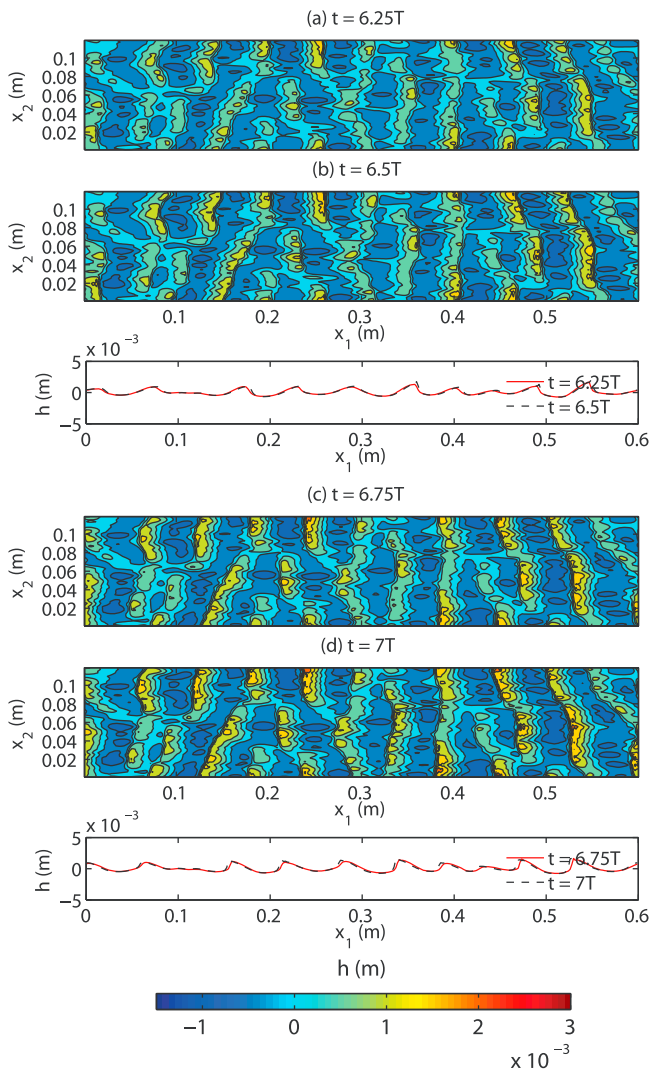 (a) t = 6.25T
x2 (m)
0.1
0.08
0.06
0.04
0.02
(b) t = 6.5T
x2 (m)
0.1
0.08
0.06
0.04
0.02
0.1 0.2 0.3 0.4 0.5
x1 (m)
x 10−3
h (m)
5
0
−5
t = 6.25T
t = 6.5T
0 0.1 0.2 0.3 0.4 0.5 0.6
x1 (m)
(c) t = 6.75T
x2 (m)
0.1
0.08
0.06
0.04
0.02
(d) t = 7T
x2 (m)
0.1
0.08
0.06
0.04
0.02
0.1 0.2 0.3 0.4 0.5
x1 (m)
x 10−3
h (m)
5
0
−5
t = 6.75T
t = 7T
0 0.1 0.2 0.3 0.4 0.5 0.6
x1 (m)
h (m)
−1 0 1 2 3
x 10−3